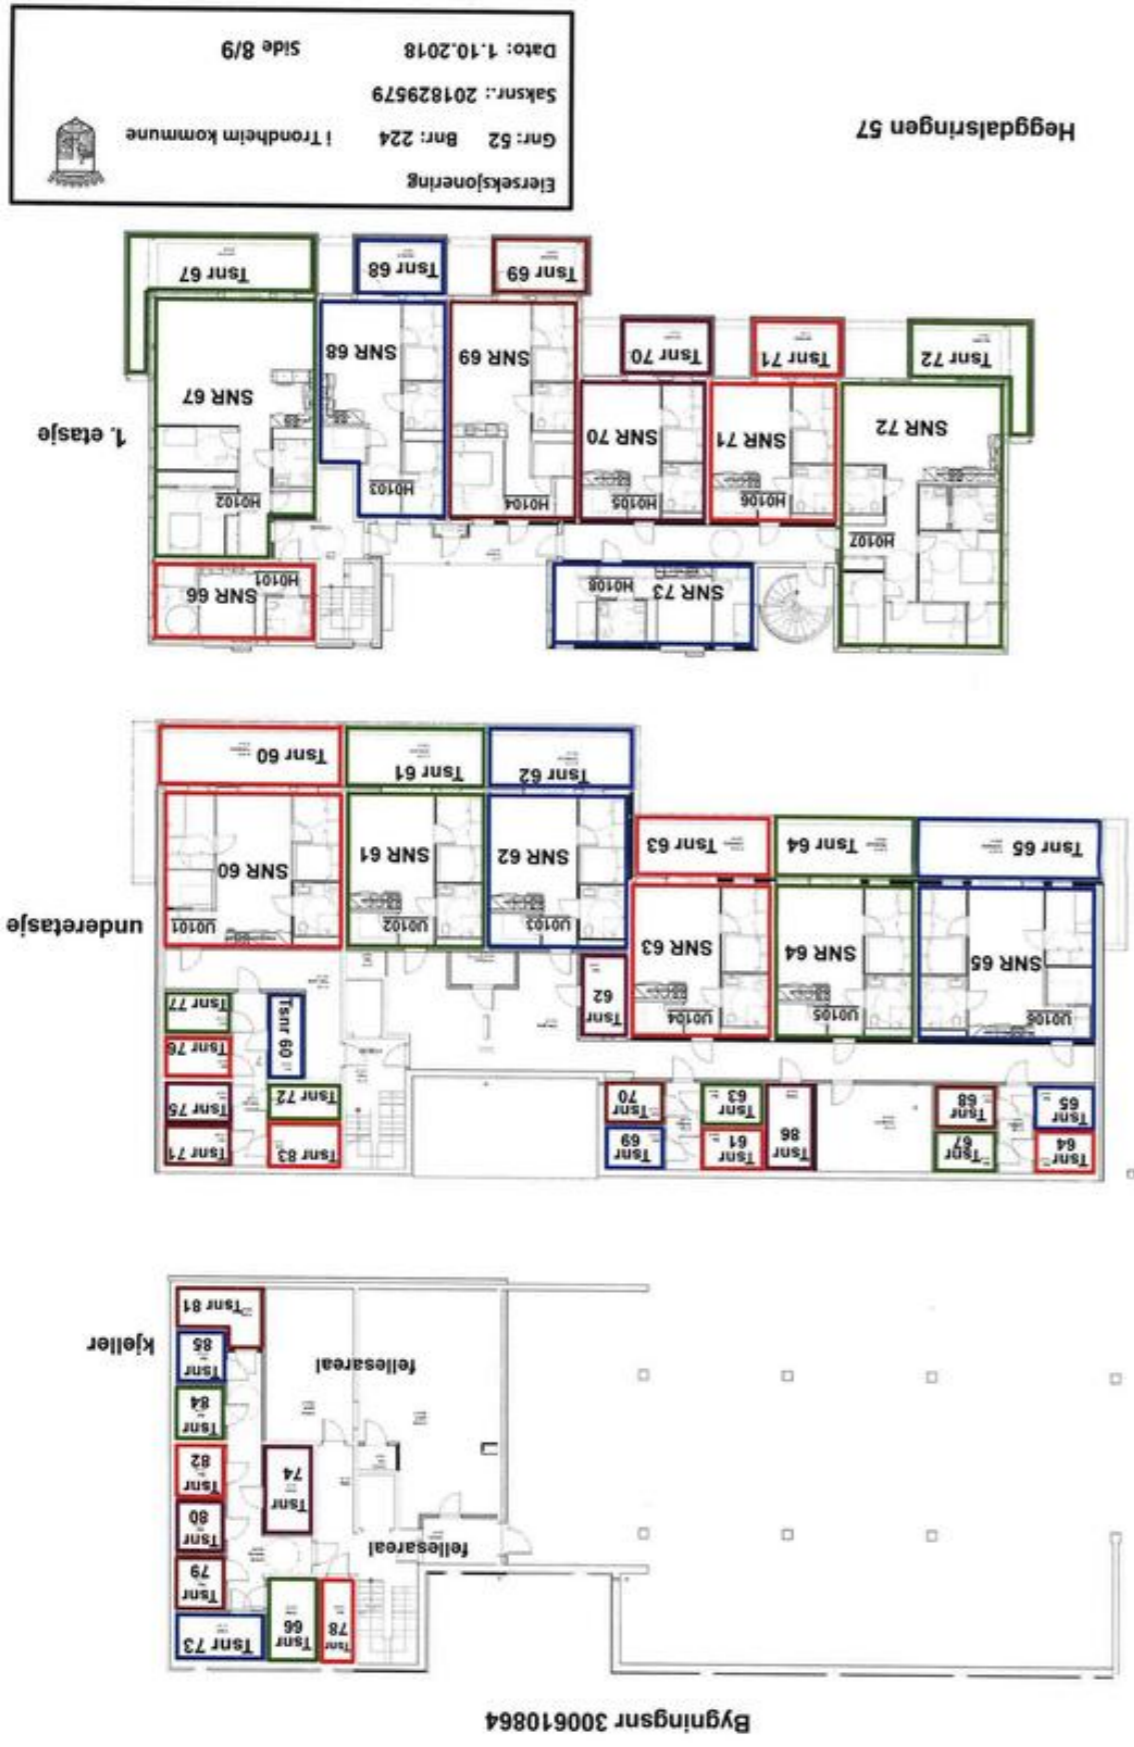 Bygningsnr 300610864
Tsnr
78
Tsnr
66
Tsnr 73
Tsnr
79
fellesareal
Tsnr
80
Tsnr
74
Tsnr
82
Tsnr
84
fellesareal
Tsnr
85
kjeller
Tsnr 81
Tsnr
64
Tsnr
67
Tsnr
86
Tsnr
61
Tsnr
69
Tsnr 83
Tsnr 71
Tsnr
65
Tsnr
68
Tsnr
63
Tsnr
70
Tsnr 72
Tsnr 75
Tsnr 76
Tsnr 60
Tsnr 77
Tsnr
62
U0106
U0105
U0104
SNR 65
SNR 64
SNR 63
U0103
U0102
U0101
underetasje
SNR 62
SNR 61
SNR 60
Tsnr 65
Tsnr 64
Tsnr 63
Tsnr 62
Tsnr 61
Tsnr 60
SNR 73
H0108
SNR 66
H0101
H0107
H0106
H0105
H0104
H0103
H0102
1. etasje
SNR 72
SNR 71
SNR 70
SNR 69
SNR 68
SNR 67
Tsnr 72
Tsnr 71
Tsnr 70
Tsnr 69
Tsnr 68
Tsnr 67
Heggdalsringen 57
Eierseksjonering
Gnr: 52 Bnr: 224 i Trondheim kommune
Saksnr.: 201829579
Dato: 1.10.2018 Side 8/9